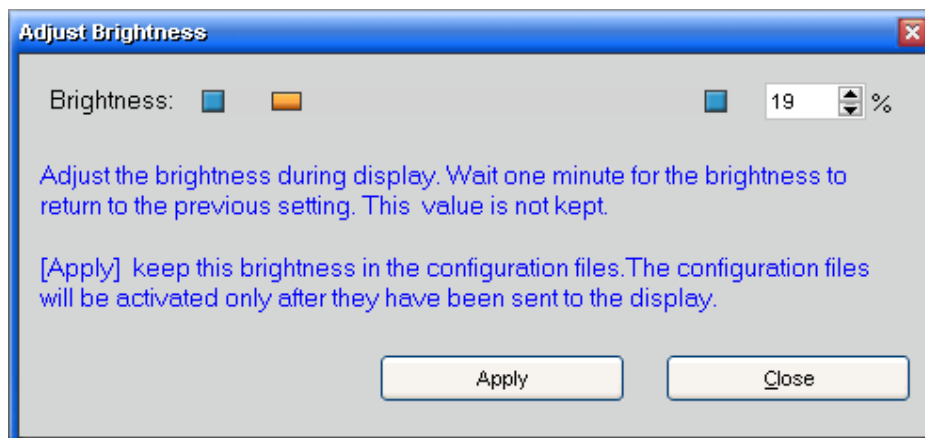 Adjust Brightness
Brightness: 19 %
Adjust the brightness during display. Wait one minute for the brightness to
return to the previous setting. This value is not kept.
[Apply] keep this brightness in the configuration files.The configuration files
will be activated only after they have been sent to the display.
Apply Close